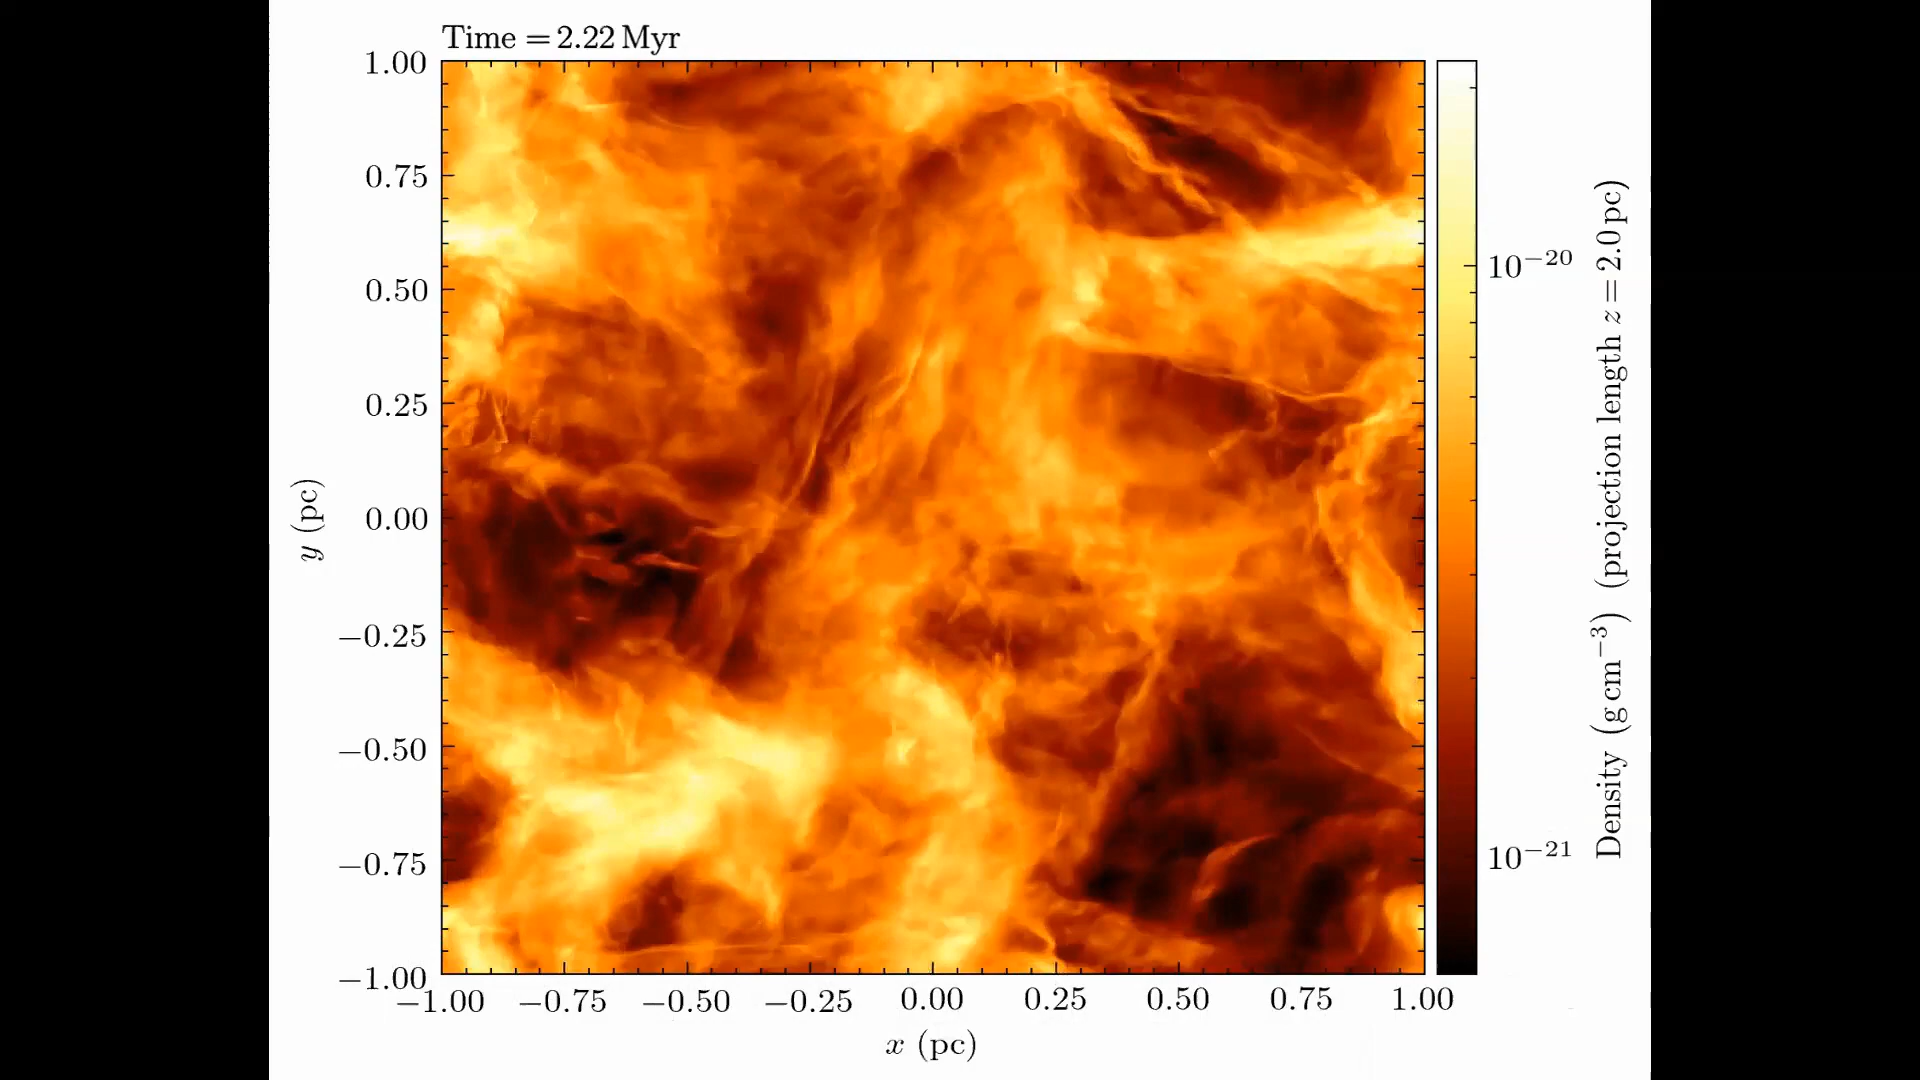 Time = 2.22 Myr
1.00
0.75
0.50
0.25
0.00
−0.25
−0.50
−0.75
−1.00
y (pc)
−1.00 −0.75 −0.50 −0.25 0.00 0.25 0.50 0.75 1.00
x (pc)
10⁻²⁰
10⁻²¹
Density (g cm⁻³) (projection length z = 2.0 pc)